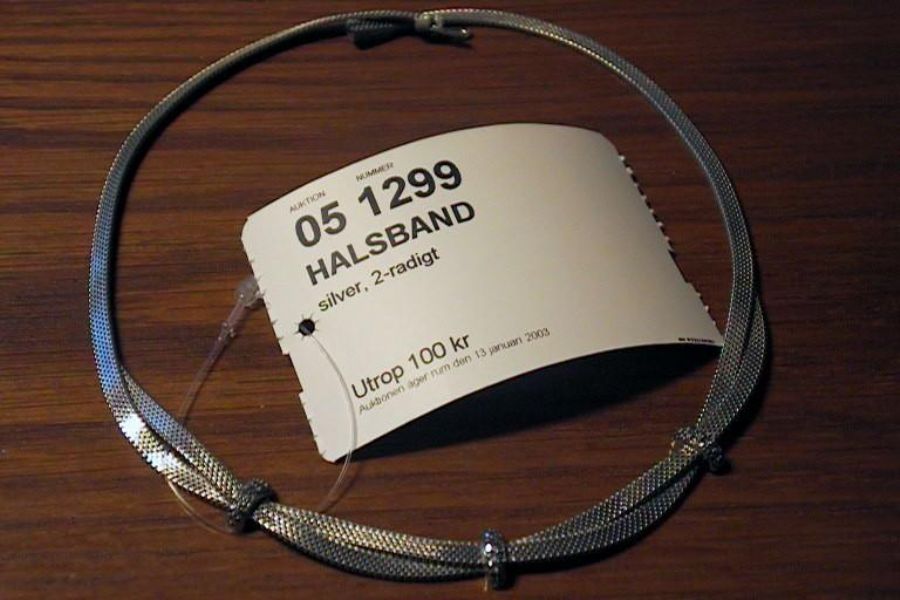 AUKTION NUMMER
05 1299
HALSBAND
silver, 2-radigt
Utrop 100 kr
Auktionen äger rum den 13 januari 2003